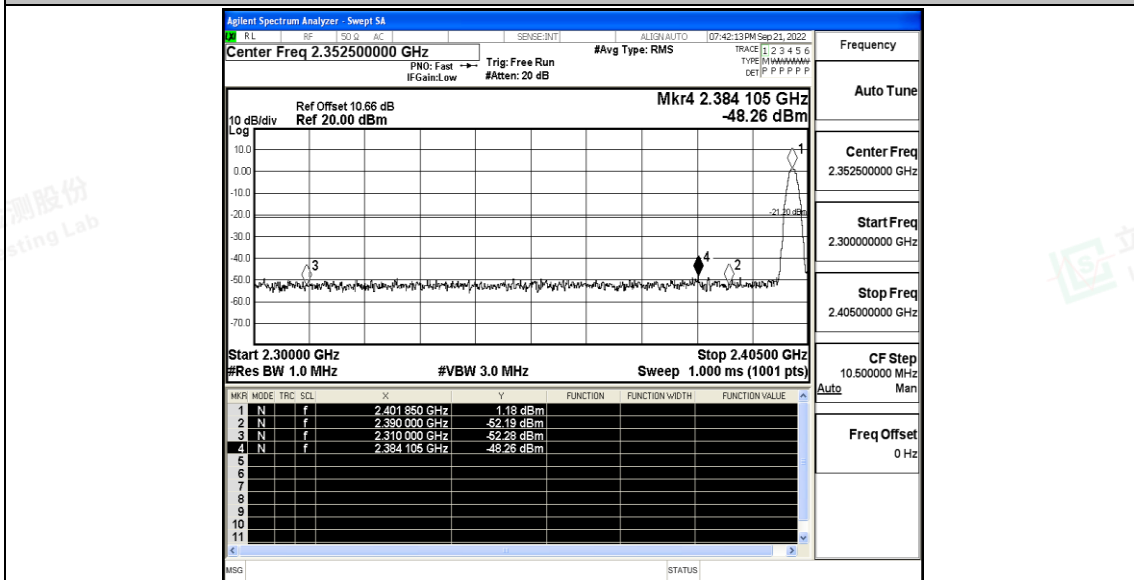 Agilent Spectrum Analyzer - Swept SA
RL RF 50 Ω AC SENSE:INT ALIGN AUTO 07:42:13 PM Sep 21, 2022
Center Freq 2.352500000 GHz
PNO: Fast
IFGain:Low
Trig: Free Run
#Atten: 20 dB
#Avg Type: RMS
TRACE 1 2 3 4 5 6
TYPE M W W W W W
DET P P P P P P
Ref Offset 10.66 dB
10 dB/div Ref 20.00 dBm
Log
Mkr4 2.384 105 GHz
-48.26 dBm
10.0
0.00
-10.0
-20.0
-30.0
-40.0
-50.0
-60.0
-70.0
1
-21.20 dBm
3
4
2
Start 2.30000 GHz Stop 2.40500 GHz
#Res BW 1.0 MHz #VBW 3.0 MHz Sweep 1.000 ms (1001 pts)
MKR MODE TRC SCL X Y FUNCTION FUNCTION WIDTH FUNCTION VALUE
1 N f 2.401 850 GHz 1.18 dBm
2 N f 2.390 000 GHz -52.19 dBm
3 N f 2.310 000 GHz -52.28 dBm
4 N f 2.384 105 GHz -48.26 dBm
5
6
7
8
9
10
11
MSG STATUS
Frequency
Auto Tune
Center Freq
2.352500000 GHz
Start Freq
2.300000000 GHz
Stop Freq
2.405000000 GHz
CF Step
10.500000 MHz
Auto Man
Freq Offset
0 Hz
测股份
sting Lab
立